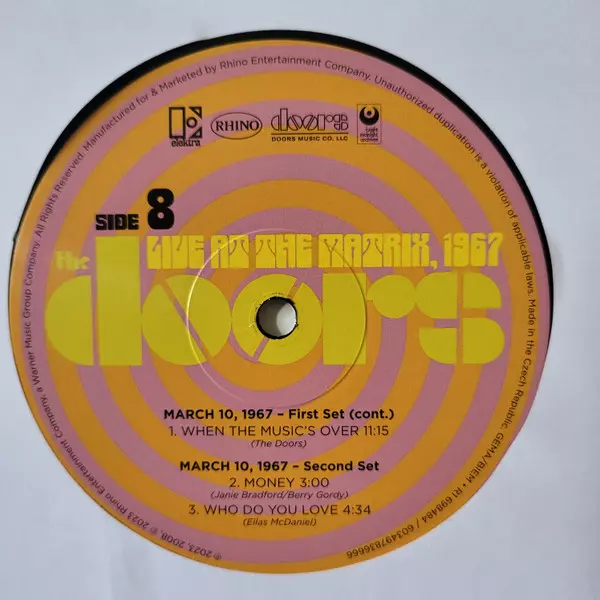 elektra
RHINO
doors
DOORS MUSIC CO. LLC
SIDE 8
LIVE AT THE MATRIX, 1967
the
doors
MARCH 10, 1967 – First Set (cont.)
1. WHEN THE MUSIC'S OVER 11:15
(The Doors)
MARCH 10, 1967 – Second Set
2. MONEY 3:00
(Janie Bradford/Berry Gordy)
3. WHO DO YOU LOVE 4:34
(Ellas McDaniel)
℗ 2023, 2008, © 2023 Rhino Entertainment Company, a Warner Music Group Company. All Rights Reserved. Manufactured for & Marketed by Rhino Entertainment Company. Unauthorized duplication is a violation of applicable laws. Made in the Czech Republic. GEMA/BIEM • R1 698484 / 603497836666